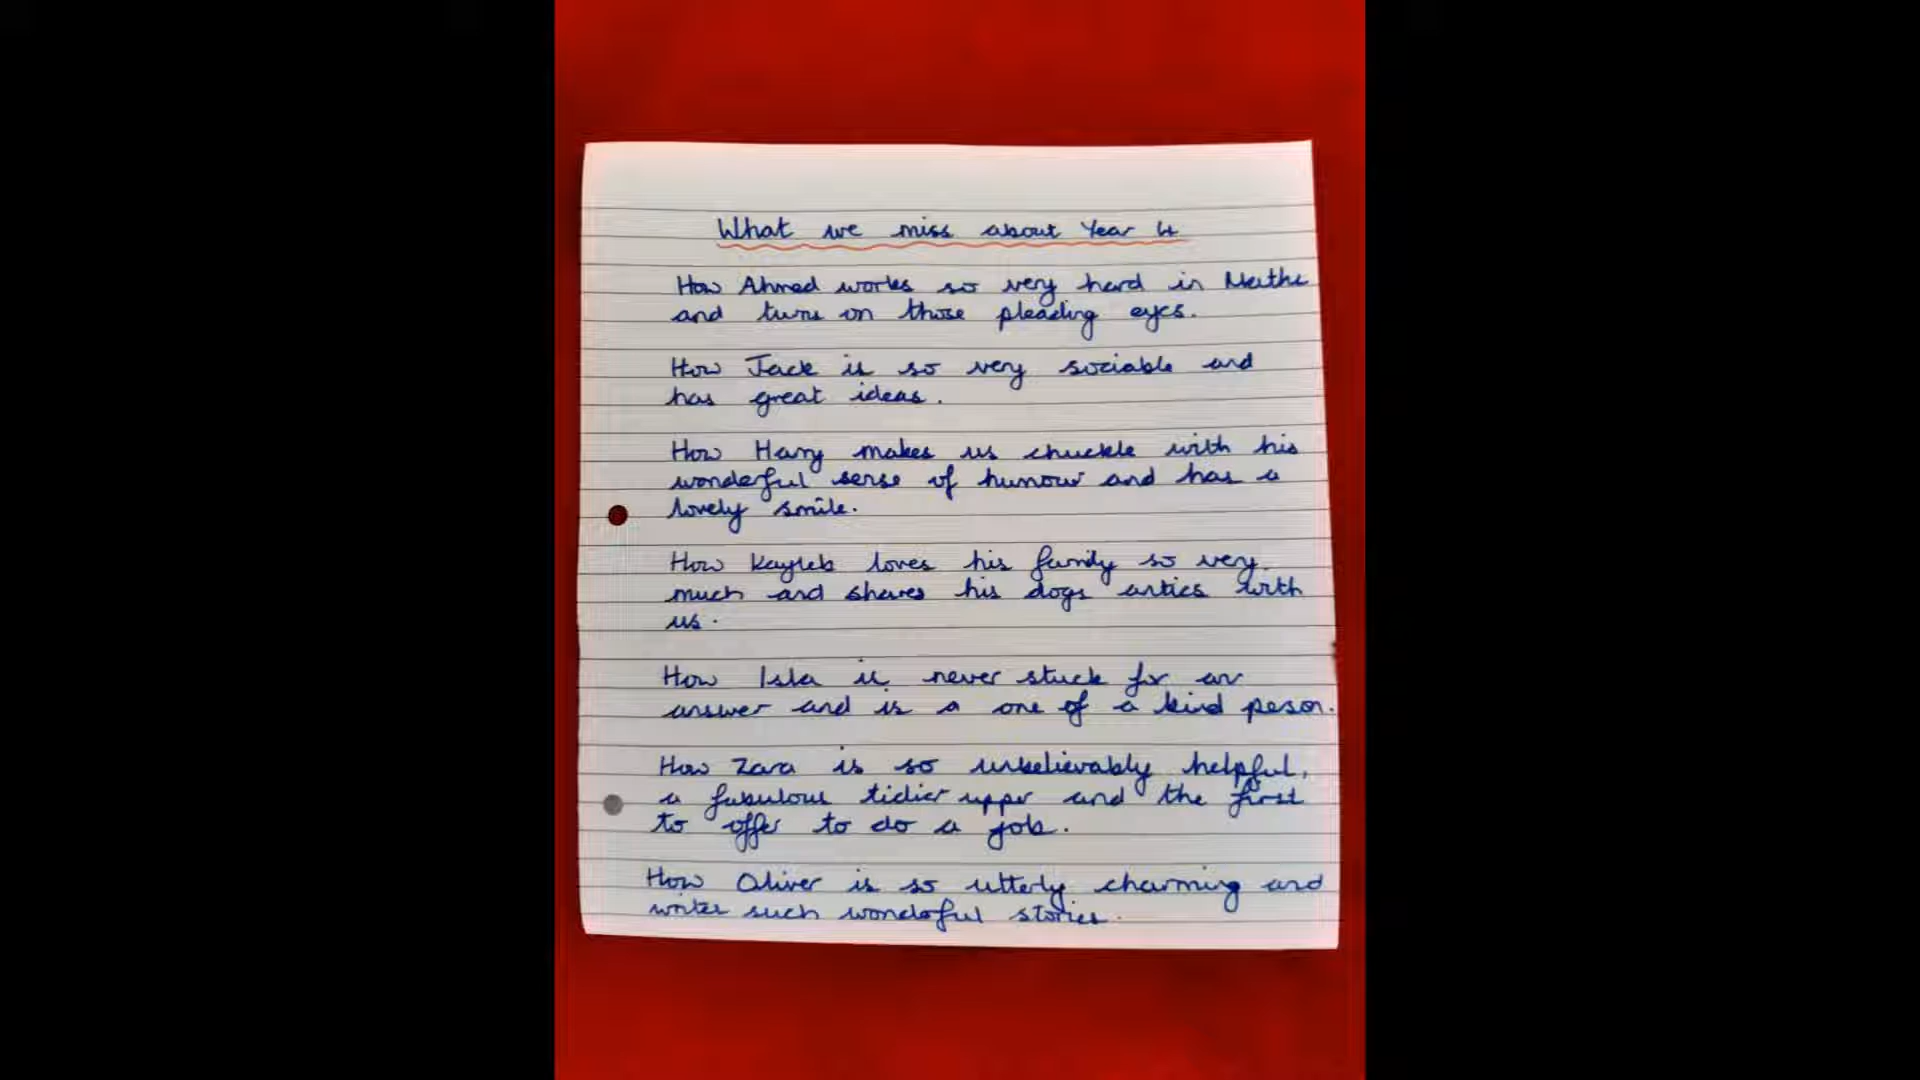 What we miss about Year 4
How Ahmed works so very hard in Maths
and turns on those pleading eyes.
How Jack is so very sociable and
has great ideas.
How Harry makes us chuckle with his
wonderful sense of humour and has a
lovely smile.
How Kayleb loves his family so very
much and shares his dogs antics with
us.
How Isla is never stuck for an
answer and is a one of a kind peson.
How Zara is so unbelievably helpful,
a fabulous tidier upper and the first
to offer to do a job.
How Oliver is so utterly charming and
writes such wonderful stories.